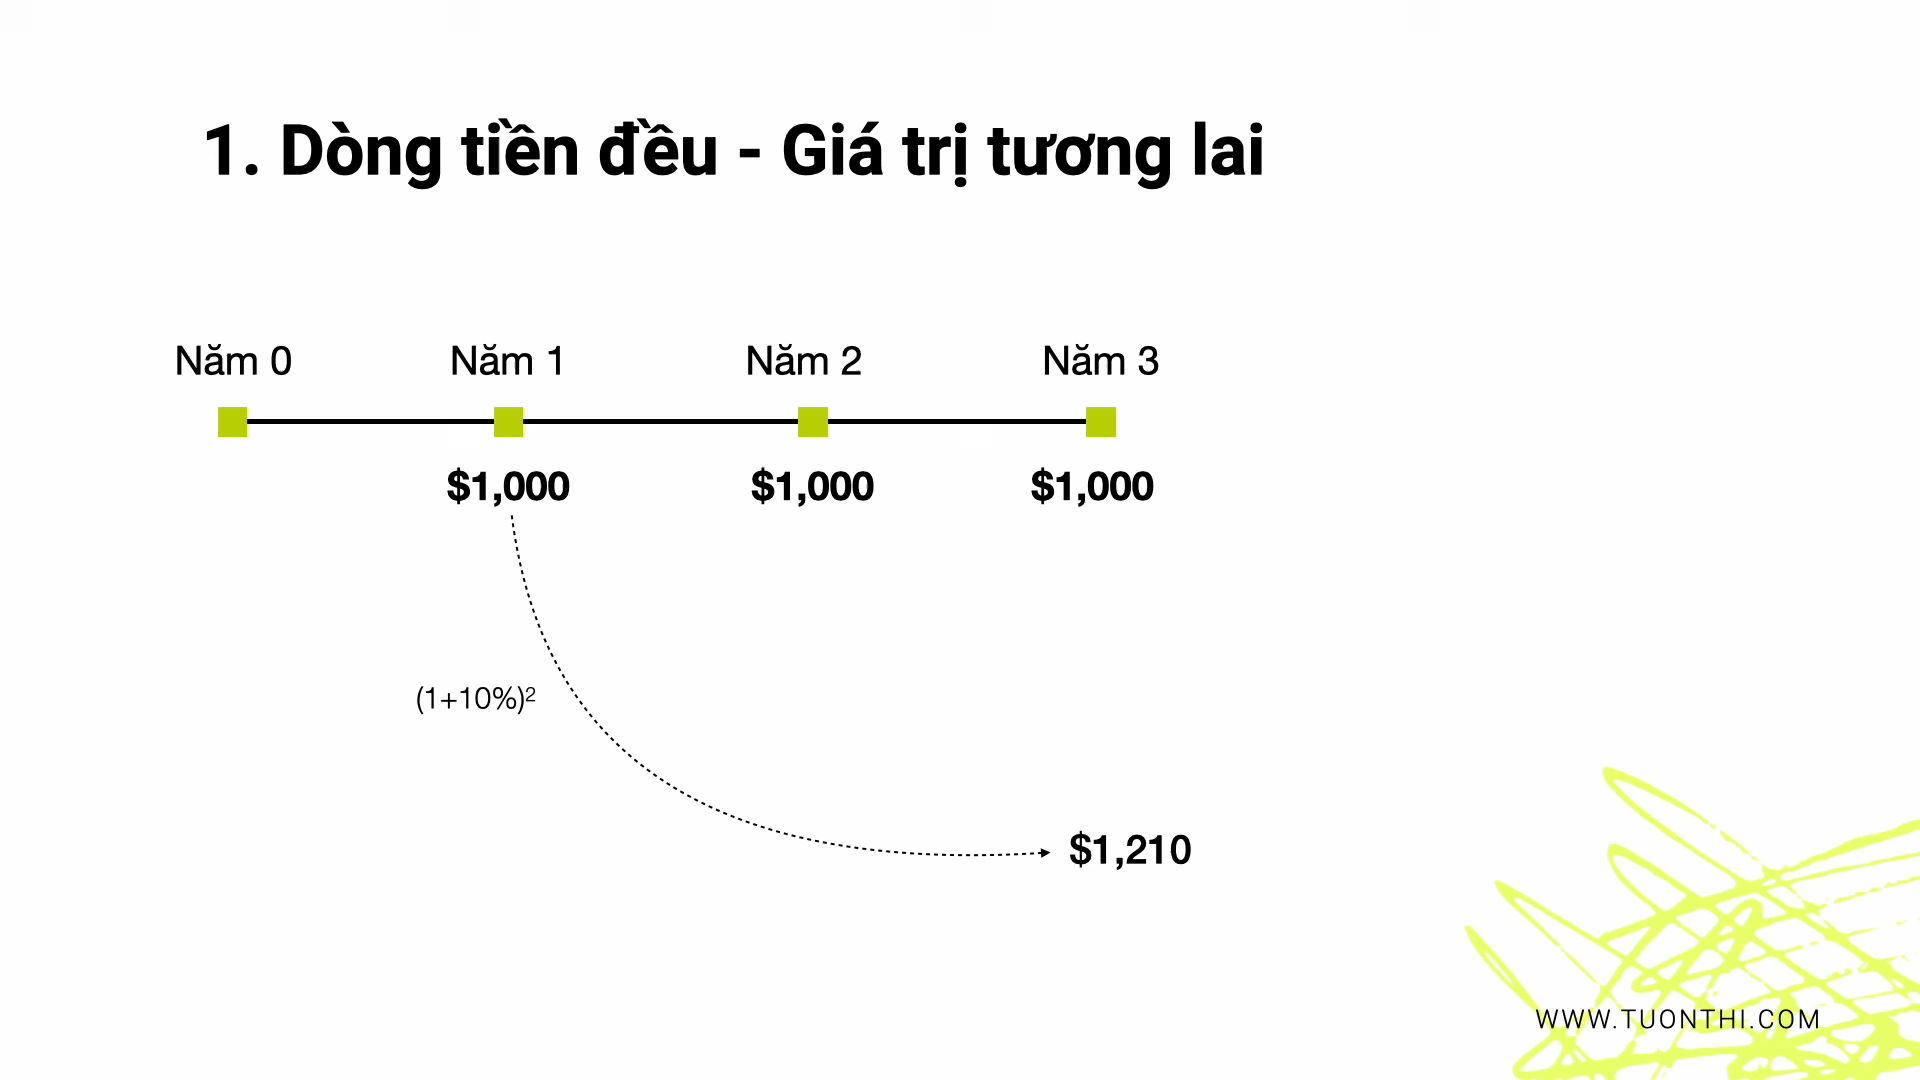 1. Dòng tiền đều - Giá trị tương lai
Năm 0 Năm 1 Năm 2 Năm 3
$1,000 $1,000 $1,000
(1+10%)²
$1,210
WWW.TUONTHI.COM